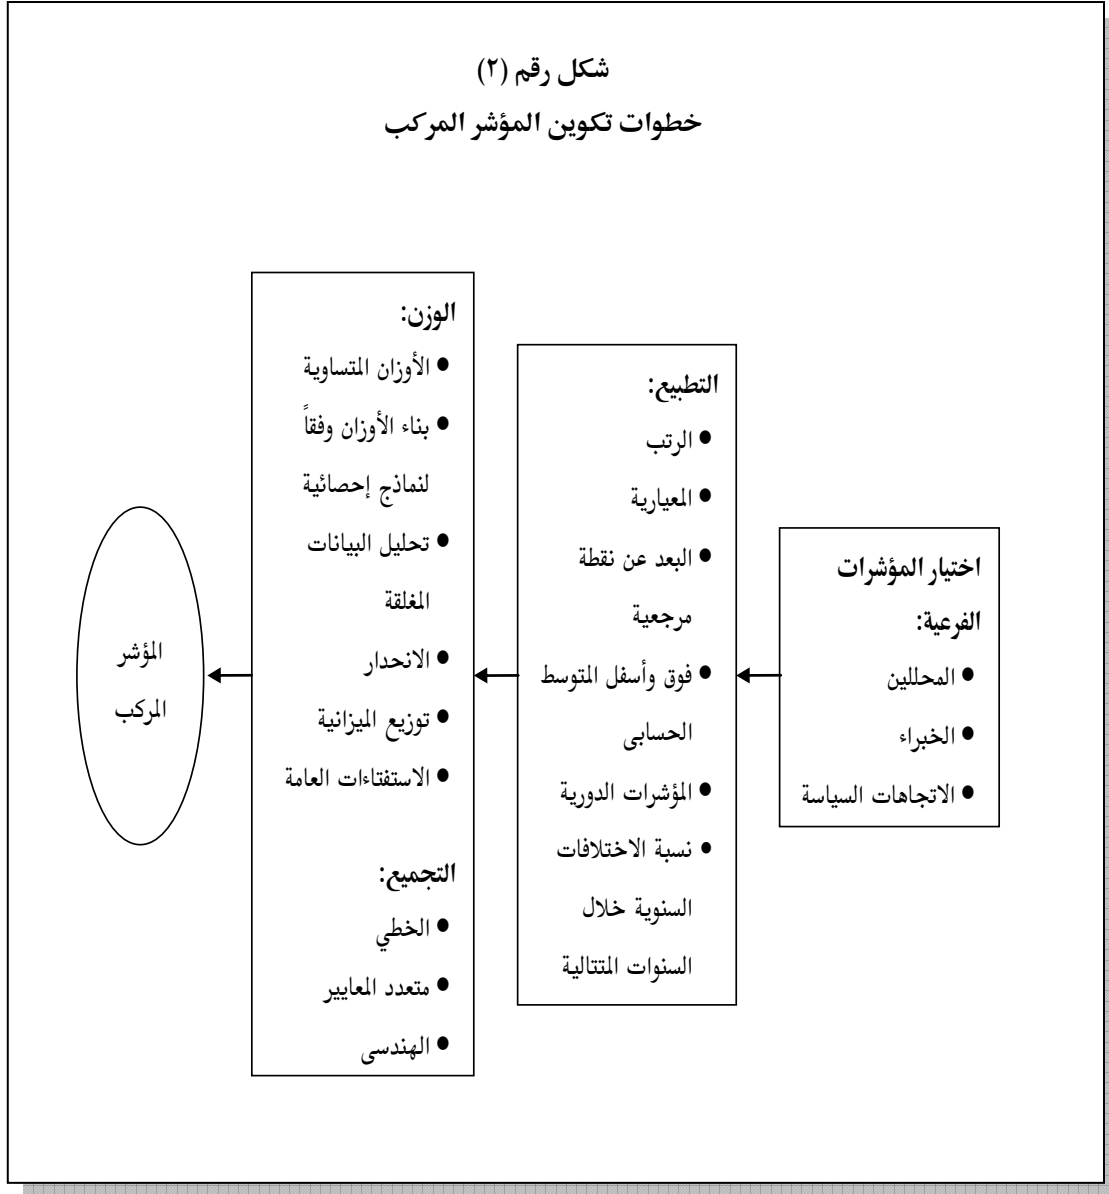 شكل رقم (٢)
خطوات تكوين المؤشر المركب
اختيار المؤشرات
الفرعية:
• المحللين
• الخبراء
• الاتجاهات السياسة
التطبيع:
• الرتب
• المعيارية
• البعد عن نقطة
مرجعية
• فوق وأسفل المتوسط
الحسابى
• المؤشرات الدورية
• نسبة الاختلافات
السنوية خلال
السنوات المتتالية
الوزن:
• الأوزان المتساوية
• بناء الأوزان وفقاً
لنماذج إحصائية
• تحليل البيانات
المغلقة
• الانحدار
• توزيع الميزانية
• الاستفتاءات العامة
التجميع:
• الخطي
• متعدد المعايير
• الهندسى
المؤشر
المركب